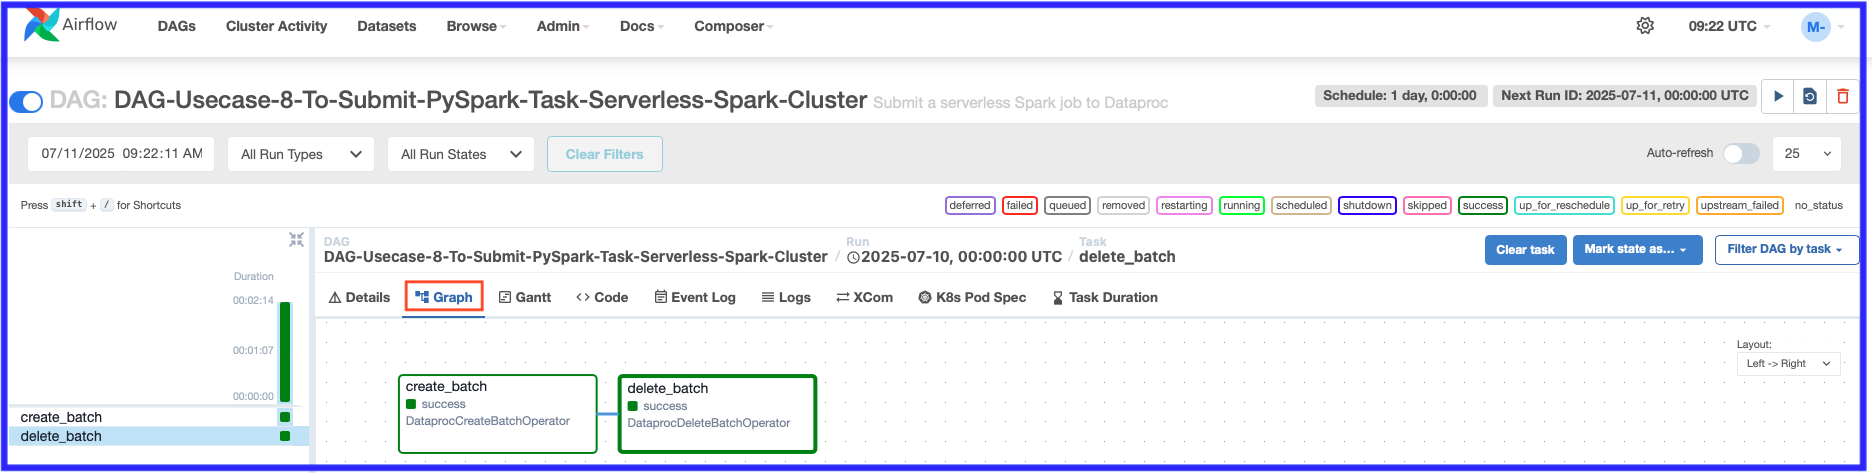 Airflow DAGs Cluster Activity Datasets Browse Admin Docs Composer 09:22 UTC M-
DAG: DAG-Usecase-8-To-Submit-PySpark-Task-Serverless-Spark-Cluster Submit a serverless Spark job to Dataproc Schedule: 1 day, 0:00:00 Next Run ID: 2025-07-11, 00:00:00 UTC
07/11/2025 09:22:11 AM All Run Types All Run States Clear Filters Auto-refresh 25
Press shift + / for Shortcuts deferred failed queued removed restarting running scheduled shutdown skipped success up_for_reschedule up_for_retry upstream_failed no_status
DAG Run Task
DAG-Usecase-8-To-Submit-PySpark-Task-Serverless-Spark-Cluster / 2025-07-10, 00:00:00 UTC / delete_batch
Clear task Mark state as... Filter DAG by task
Details Graph Gantt <> Code Event Log Logs XCom K8s Pod Spec Task Duration
Duration
00:02:14
00:01:07
00:00:00
create_batch
delete_batch
Layout:
Left -> Right
create_batch
success
DataprocCreateBatchOperator
delete_batch
success
DataprocDeleteBatchOperator